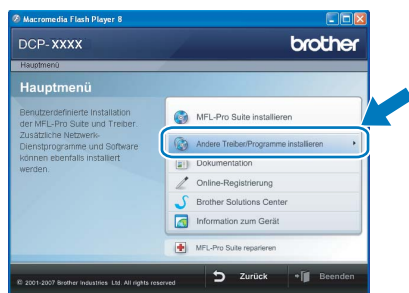 Macromedia Flash Player 8
DCP-XXXX
brother
Hauptmenü
Hauptmenü
Benutzerdefinierte Installation
der MFL-Pro Suite und Treiber.
Zusätzliche Netzwerk-
Dienstprogramme und Software
können ebenfalls installiert
werden.
MFL-Pro Suite installieren
Andere Treiber/Programme installieren
Dokumentation
Online-Registrierung
Brother Solutions Center
Information zum Gerät
MFL-Pro Suite reparieren
© 2001-2007 Brother Industries Ltd. All rights reserved
Zurück
Beenden